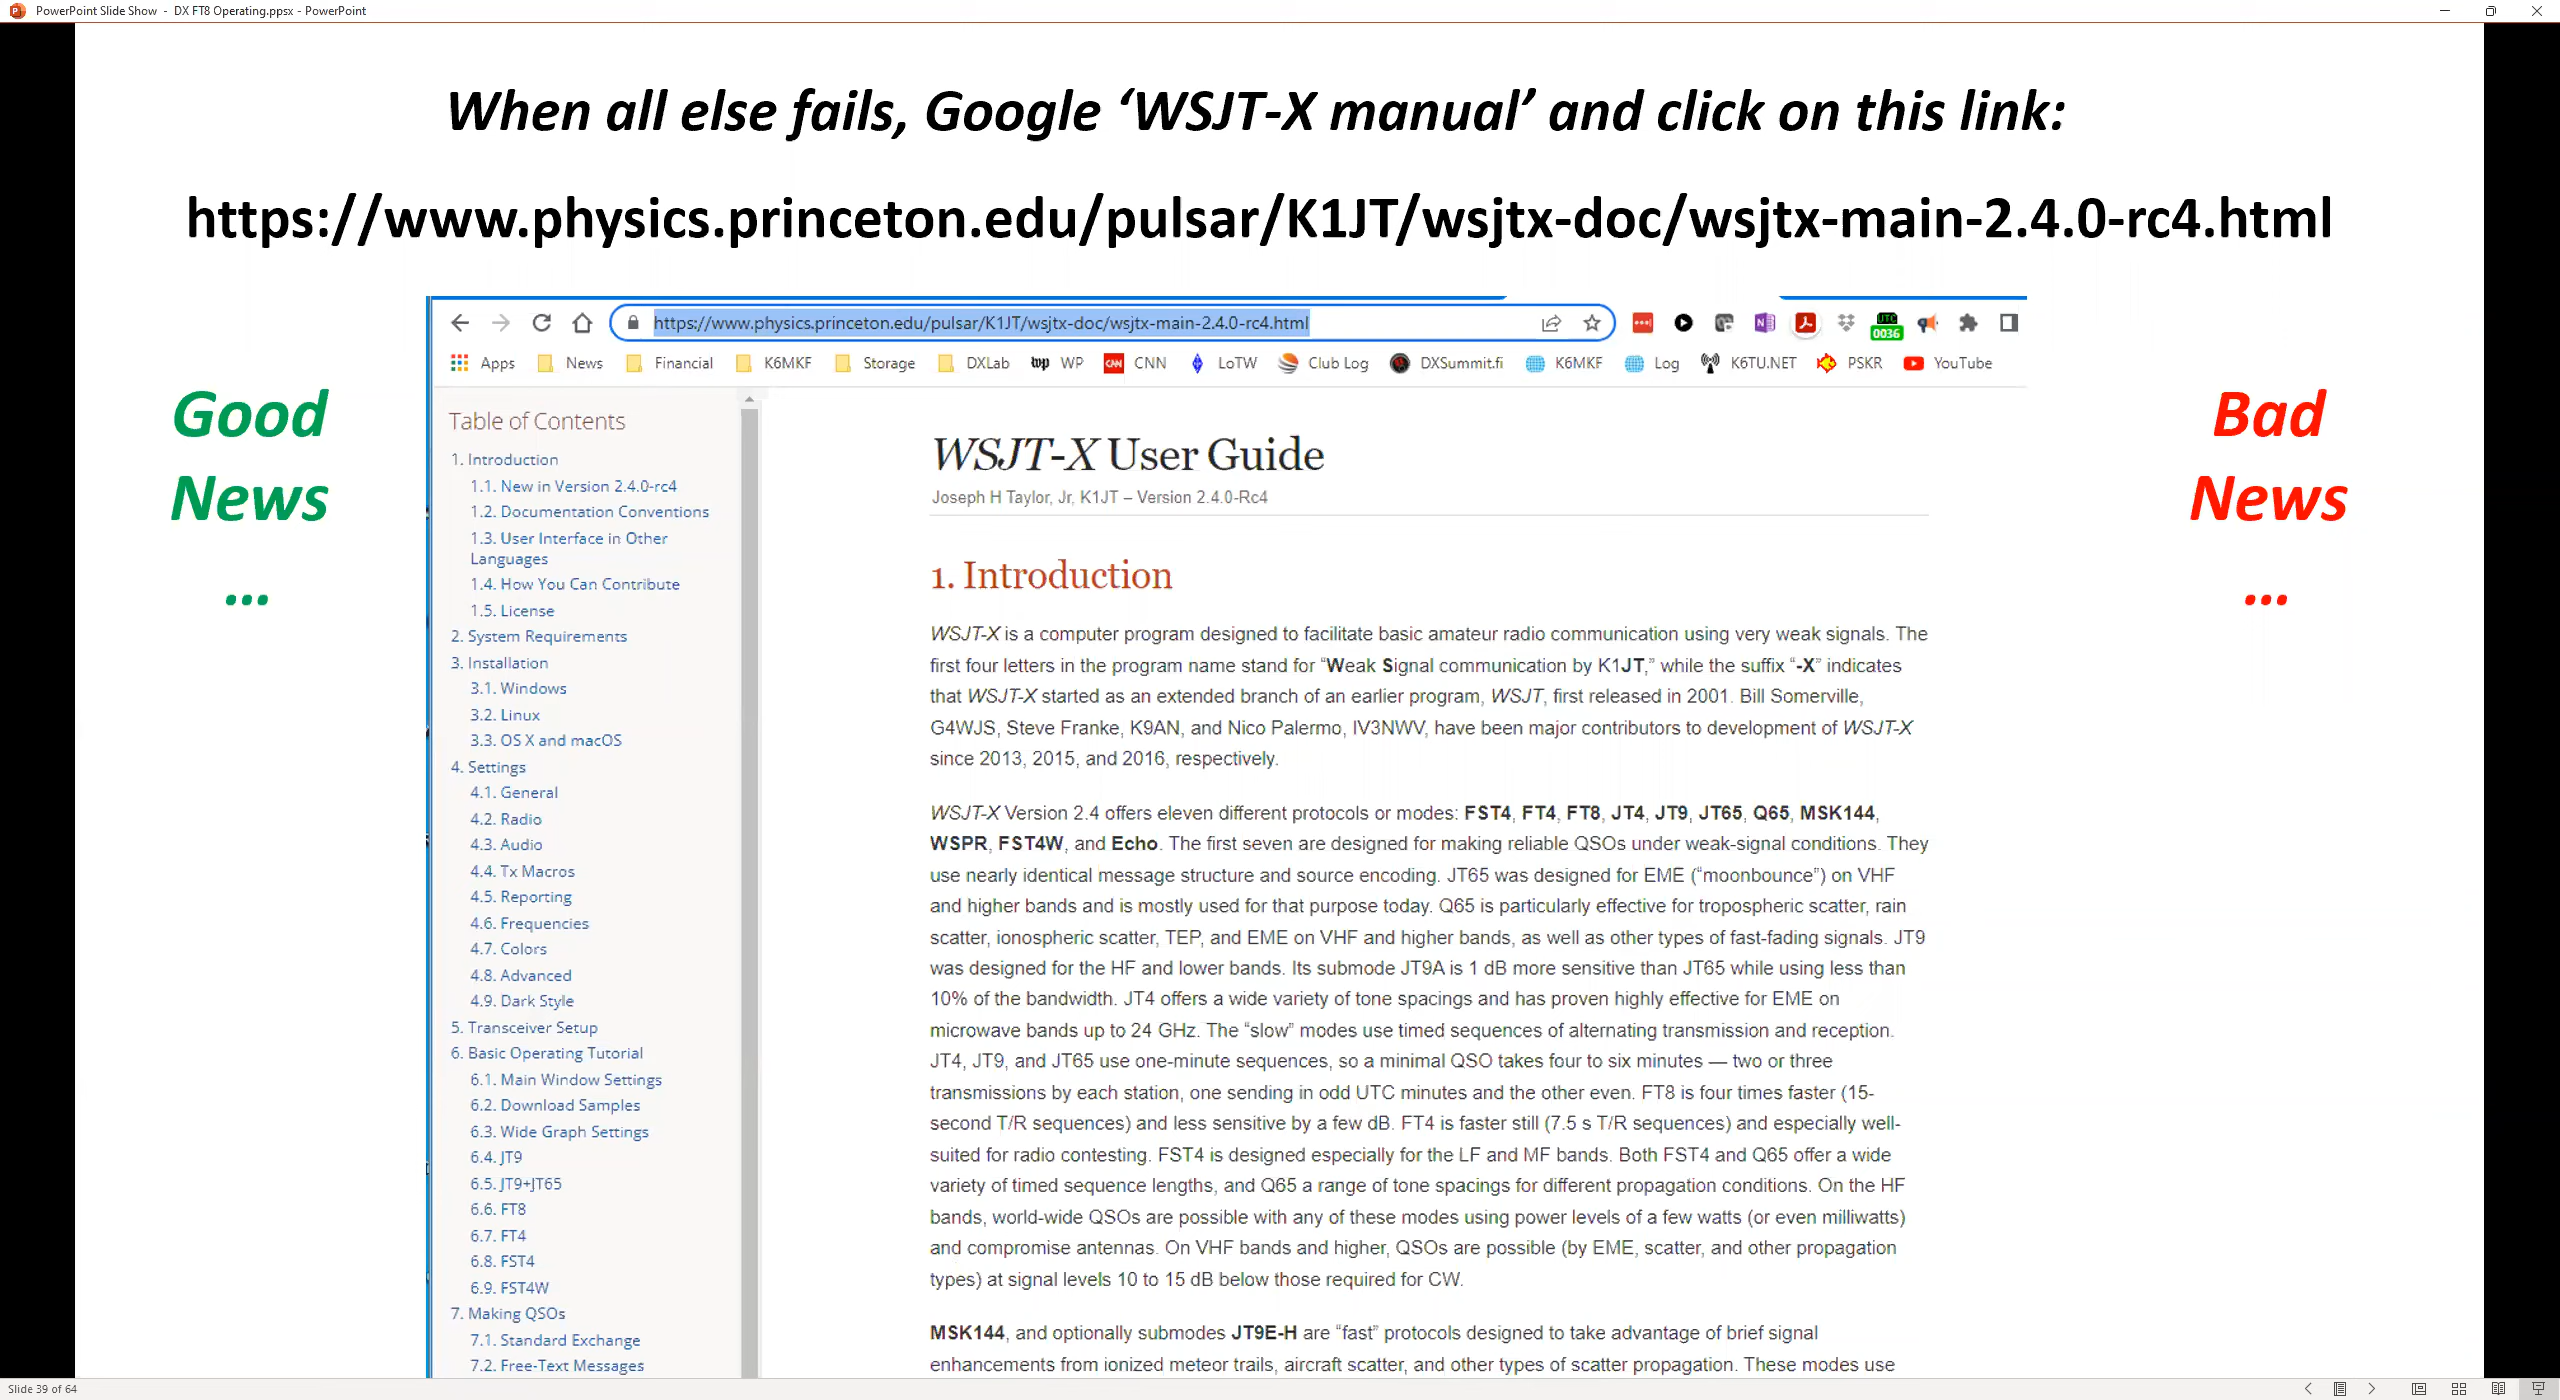 PowerPoint Slide Show - DX FT8 Operating.ppsx - PowerPoint
When all else fails, Google ‘WSJT-X manual’ and click on this link:
https://www.physics.princeton.edu/pulsar/K1JT/wsjtx-doc/wsjtx-main-2.4.0-rc4.html
Good
News
...
https://www.physics.princeton.edu/pulsar/K1JT/wsjtx-doc/wsjtx-main-2.4.0-rc4.html
UTC
0036
Apps News Financial K6MKF Storage DXLab wp WP CNN CNN LoTW Club Log DXSummit.fi K6MKF Log K6TU.NET PSKR YouTube
Table of Contents
1. Introduction
1.1. New in Version 2.4.0-rc4
1.2. Documentation Conventions
1.3. User Interface in Other
Languages
1.4. How You Can Contribute
1.5. License
2. System Requirements
3. Installation
3.1. Windows
3.2. Linux
3.3. OS X and macOS
4. Settings
4.1. General
4.2. Radio
4.3. Audio
4.4. Tx Macros
4.5. Reporting
4.6. Frequencies
4.7. Colors
4.8. Advanced
4.9. Dark Style
5. Transceiver Setup
6. Basic Operating Tutorial
6.1. Main Window Settings
6.2. Download Samples
6.3. Wide Graph Settings
6.4. JT9
6.5. JT9+JT65
6.6. FT8
6.7. FT4
6.8. FST4
6.9. FST4W
7. Making QSOs
7.1. Standard Exchange
7.2. Free-Text Messages
WSJT-X User Guide
Joseph H Taylor, Jr, K1JT – Version 2.4.0-Rc4
1. Introduction
WSJT-X is a computer program designed to facilitate basic amateur radio communication using very weak signals. The
first four letters in the program name stand for “Weak Signal communication by K1JT,” while the suffix “-X” indicates
that WSJT-X started as an extended branch of an earlier program, WSJT, first released in 2001. Bill Somerville,
G4WJS, Steve Franke, K9AN, and Nico Palermo, IV3NWV, have been major contributors to development of WSJT-X
since 2013, 2015, and 2016, respectively.
WSJT-X Version 2.4 offers eleven different protocols or modes: FST4, FT4, FT8, JT4, JT9, JT65, Q65, MSK144,
WSPR, FST4W, and Echo. The first seven are designed for making reliable QSOs under weak-signal conditions. They
use nearly identical message structure and source encoding. JT65 was designed for EME (“moonbounce”) on VHF
and higher bands and is mostly used for that purpose today. Q65 is particularly effective for tropospheric scatter, rain
scatter, ionospheric scatter, TEP, and EME on VHF and higher bands, as well as other types of fast-fading signals. JT9
was designed for the HF and lower bands. Its submode JT9A is 1 dB more sensitive than JT65 while using less than
10% of the bandwidth. JT4 offers a wide variety of tone spacings and has proven highly effective for EME on
microwave bands up to 24 GHz. The “slow” modes use timed sequences of alternating transmission and reception.
JT4, JT9, and JT65 use one-minute sequences, so a minimal QSO takes four to six minutes — two or three
transmissions by each station, one sending in odd UTC minutes and the other even. FT8 is four times faster (15-
second T/R sequences) and less sensitive by a few dB. FT4 is faster still (7.5 s T/R sequences) and especially well-
suited for radio contesting. FST4 is designed especially for the LF and MF bands. Both FST4 and Q65 offer a wide
variety of timed sequence lengths, and Q65 a range of tone spacings for different propagation conditions. On the HF
bands, world-wide QSOs are possible with any of these modes using power levels of a few watts (or even milliwatts)
and compromise antennas. On VHF bands and higher, QSOs are possible (by EME, scatter, and other propagation
types) at signal levels 10 to 15 dB below those required for CW.
MSK144, and optionally submodes JT9E-H are “fast” protocols designed to take advantage of brief signal
enhancements from ionized meteor trails, aircraft scatter, and other types of scatter propagation. These modes use
Bad
News
...
Slide 39 of 64